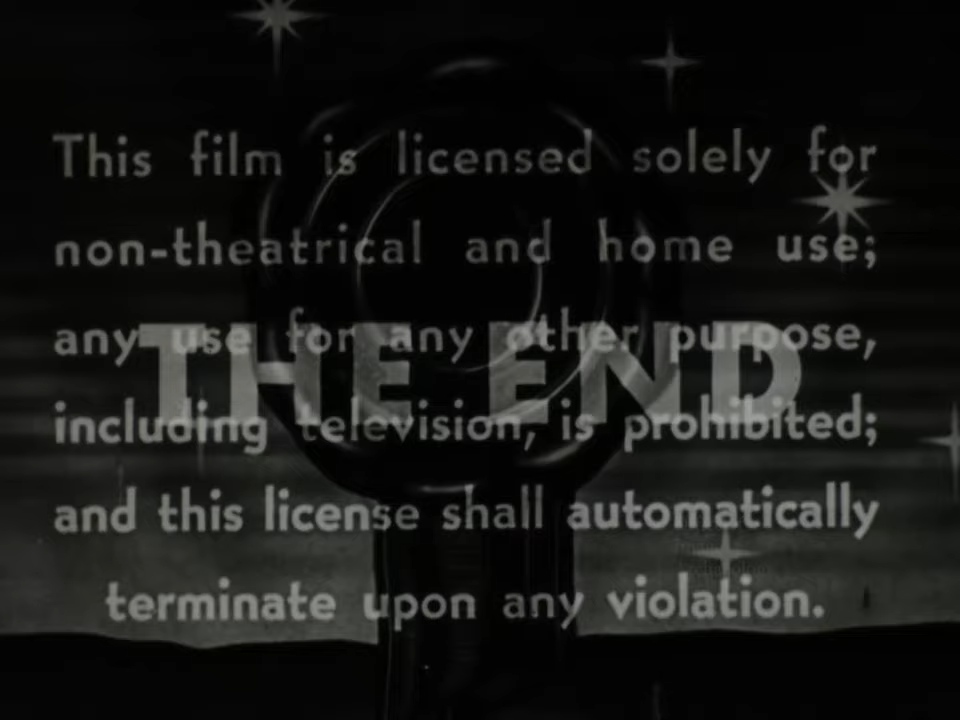 This film is licensed solely for
non-theatrical and home use;
any use for any other purpose,
THE END
including television, is prohibited;
and this license shall automatically
terminate upon any violation.